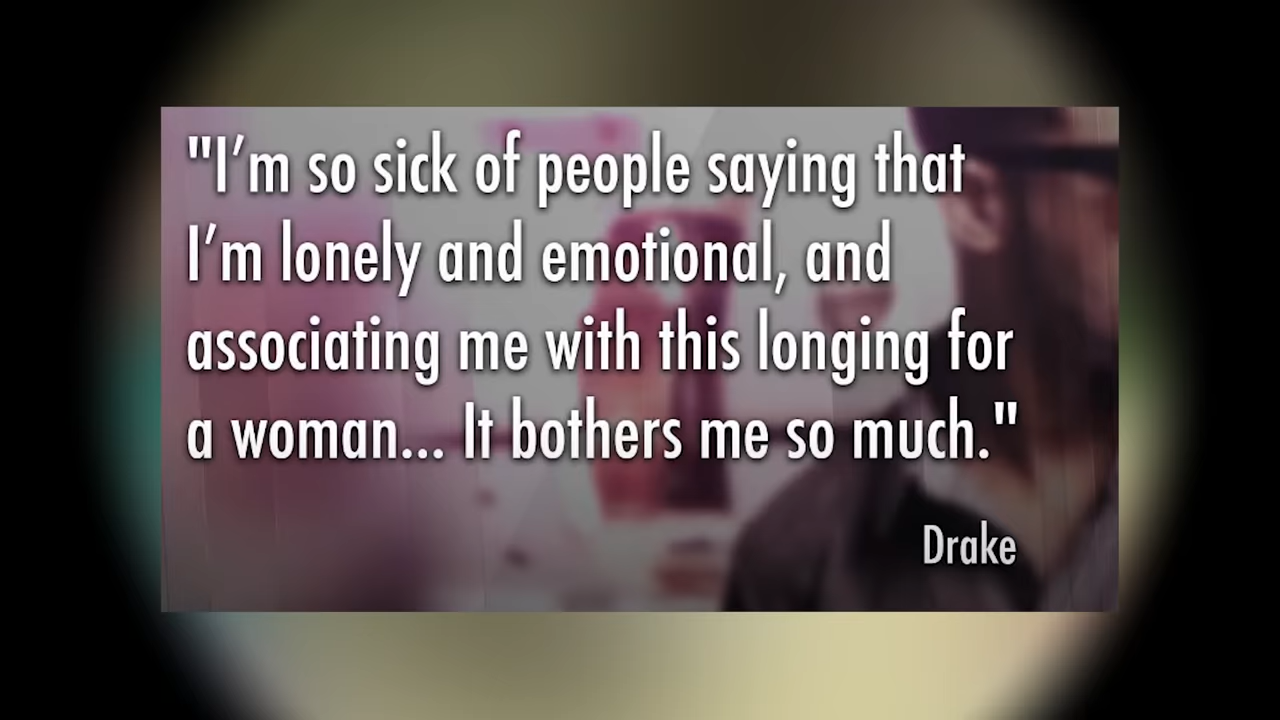 "I’m so sick of people saying that
I’m lonely and emotional, and
associating me with this longing for
a woman... It bothers me so much."
Drake